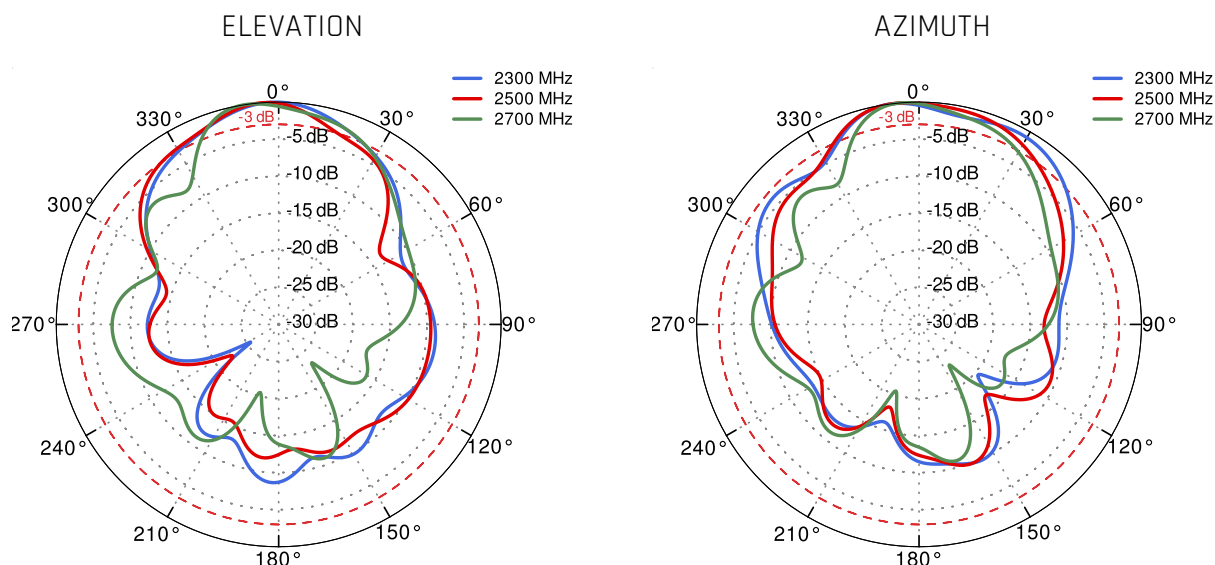 ELEVATION
2300 MHz
2500 MHz
2700 MHz
0°
-3 dB
330°
30°
-5 dB
-10 dB
300°
-15 dB
60°
-20 dB
-25 dB
270°
-30 dB
90°
240°
120°
210°
150°
180°
AZIMUTH
2300 MHz
2500 MHz
2700 MHz
0°
-3 dB
330°
30°
-5 dB
-10 dB
300°
-15 dB
60°
-20 dB
-25 dB
270°
-30 dB
90°
240°
120°
210°
150°
180°